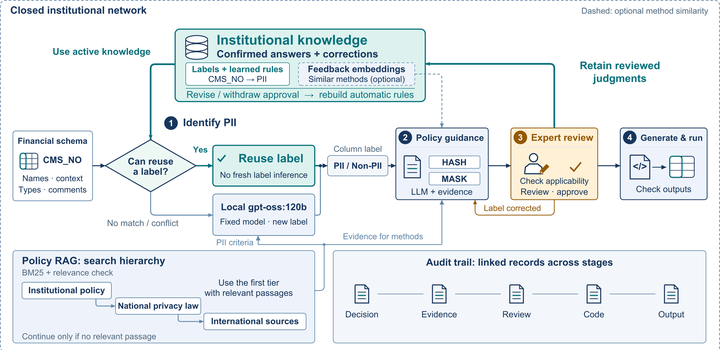 Closed institutional network
Dashed: optional method similarity
Institutional knowledge
Confirmed answers + corrections
Labels + learned rules
CMS_NO → PII
Feedback embeddings
Similar methods (optional)
Revise / withdraw approval → rebuild automatic rules
Use active knowledge
Retain reviewed
judgments
1 Identify PII
Financial schema
CMS_NO
Names · context
Types · comments
Can reuse
a label?
Yes
Reuse label
No fresh label inference
No match / conflict
Local gpt-oss:120b
Fixed model · new label
Column label
PII / Non-PII
2 Policy guidance
HASH
MASK
LLM + evidence
3 Expert review
Check applicability
Review · approve
Label corrected
4 Generate & run
</>
Check outputs
PII criteria
Evidence for methods
Policy RAG: search hierarchy
BM25 + relevance check
Institutional policy
National privacy law
International sources
Use the first tier
with relevant passages
Continue only if no relevant passage
Audit trail: linked records across stages
Decision
Evidence
Review
Code
Output